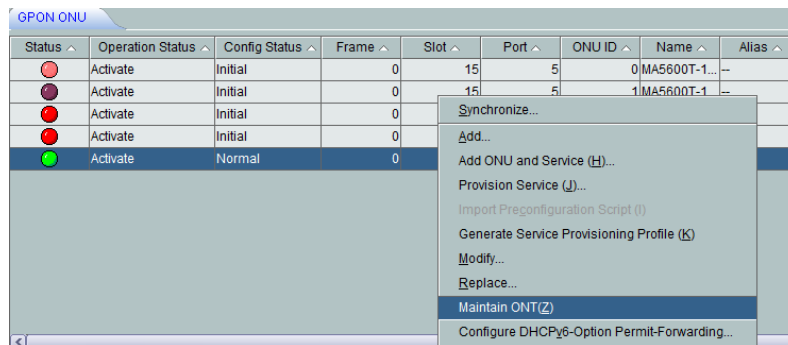 GPON ONU
Status Operation Status Config Status Frame Slot Port ONU ID Name Alias
Activate Initial 0 15 5 0 MA5600T-1... --
Activate Initial 0 15 5 1 MA5600T-1 --
Activate Initial 0
Activate Initial 0
Activate Normal 0
Synchronize...
Add...
Add ONU and Service (H)...
Provision Service (J)...
Import Preconfiguration Script (I)
Generate Service Provisioning Profile (K)
Modify...
Replace...
Maintain ONT(Z)
Configure DHCPv6-Option Permit-Forwarding...